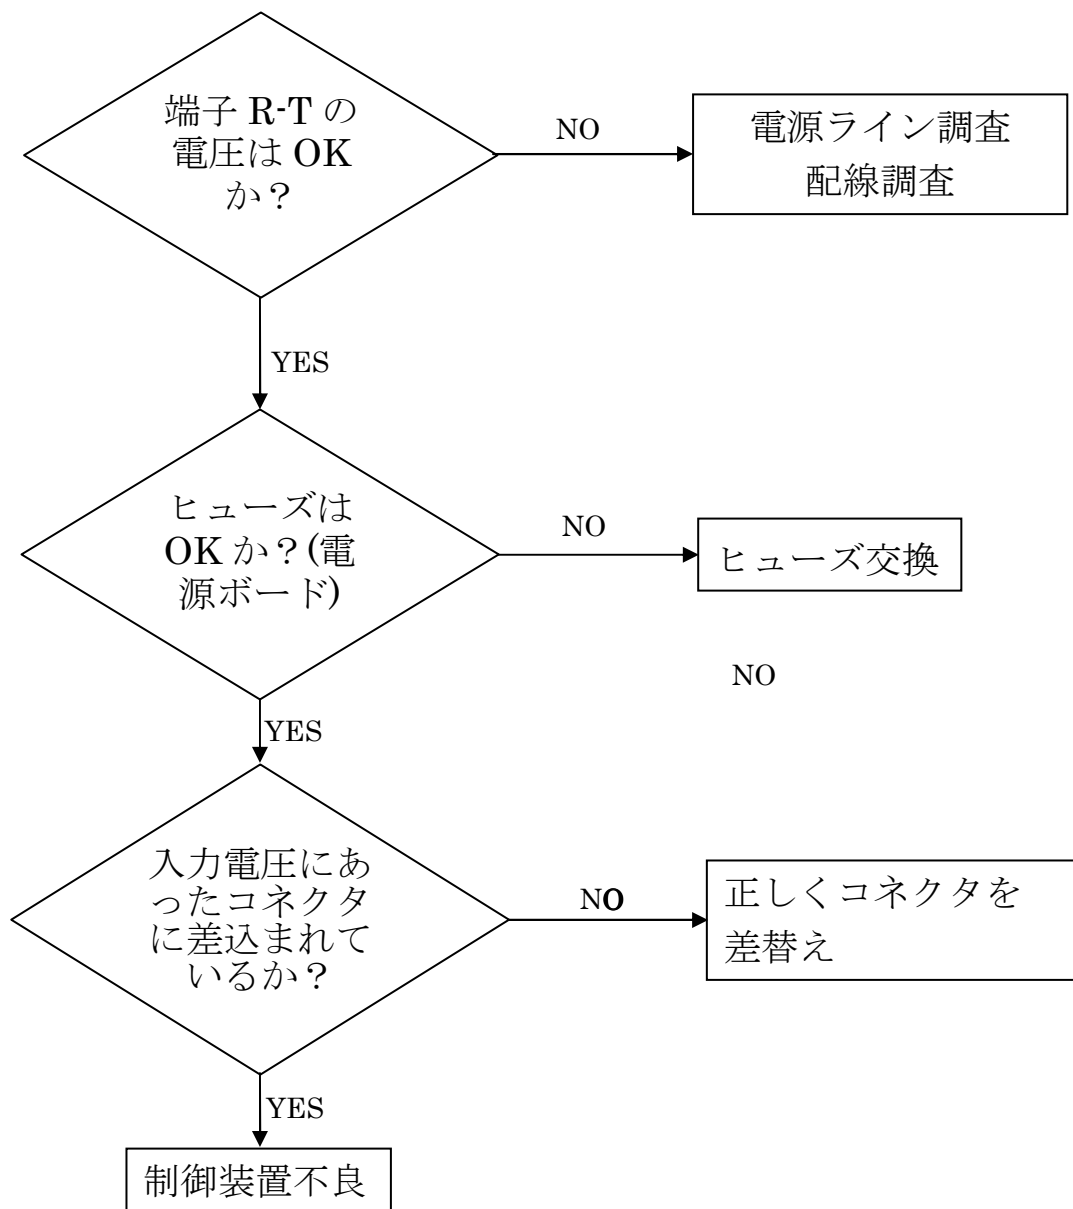 端子 R-T の
電圧は OK
か？
NO
電源ライン調査
配線調査
YES
ヒューズは
OK か？(電
源ボード)
NO
ヒューズ交換
NO
YES
入力電圧にあ
ったコネクタ
に差込まれて
いるか？
NO
正しくコネクタを
差替え
YES
制御装置不良